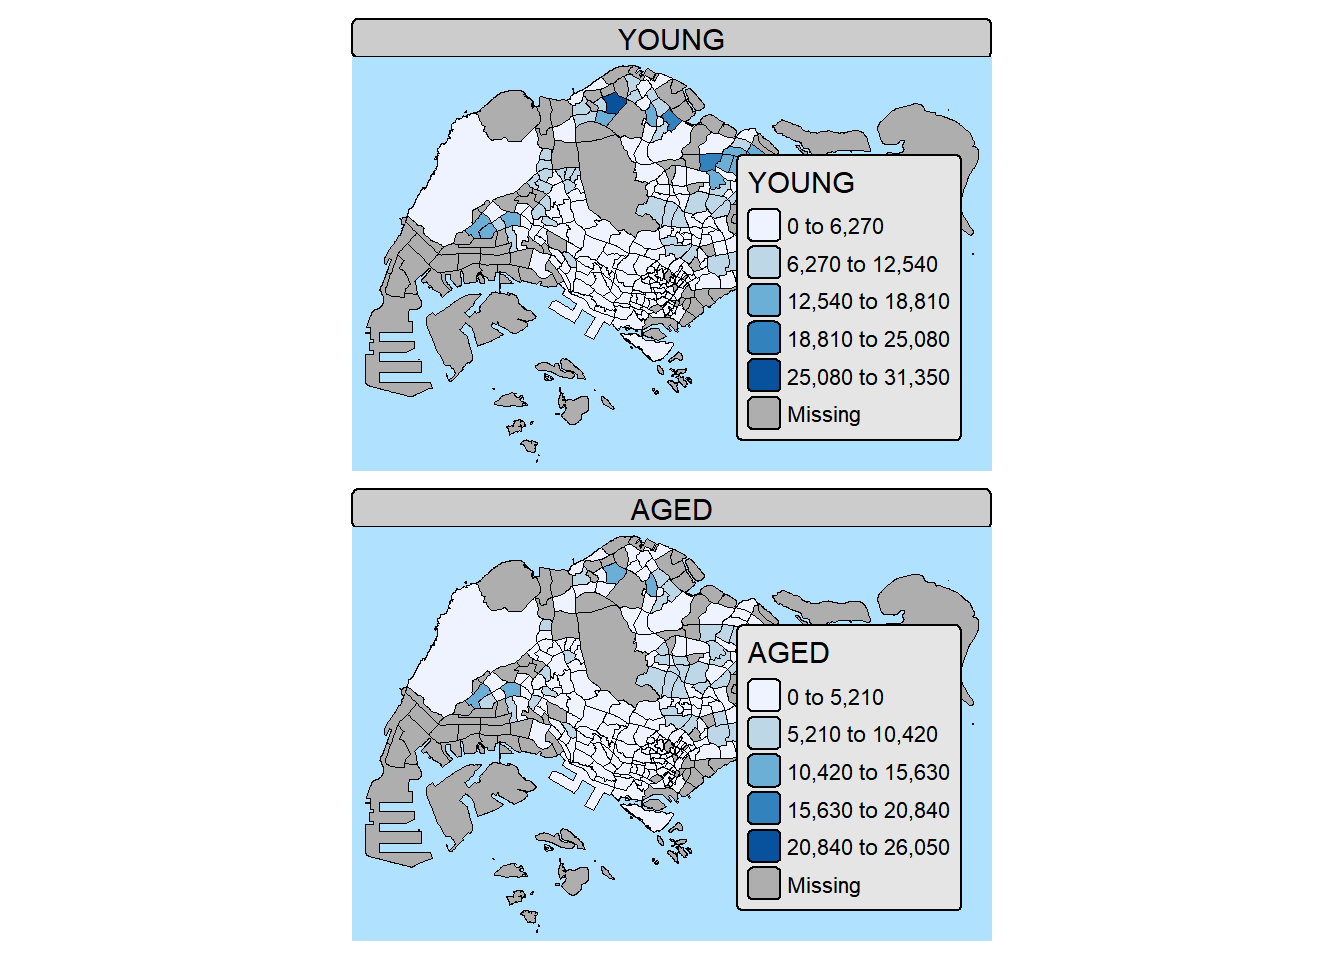 YOUNG
YOUNG
0 to 6,270
6,270 to 12,540
12,540 to 18,810
18,810 to 25,080
25,080 to 31,350
Missing
AGED
AGED
0 to 5,210
5,210 to 10,420
10,420 to 15,630
15,630 to 20,840
20,840 to 26,050
Missing